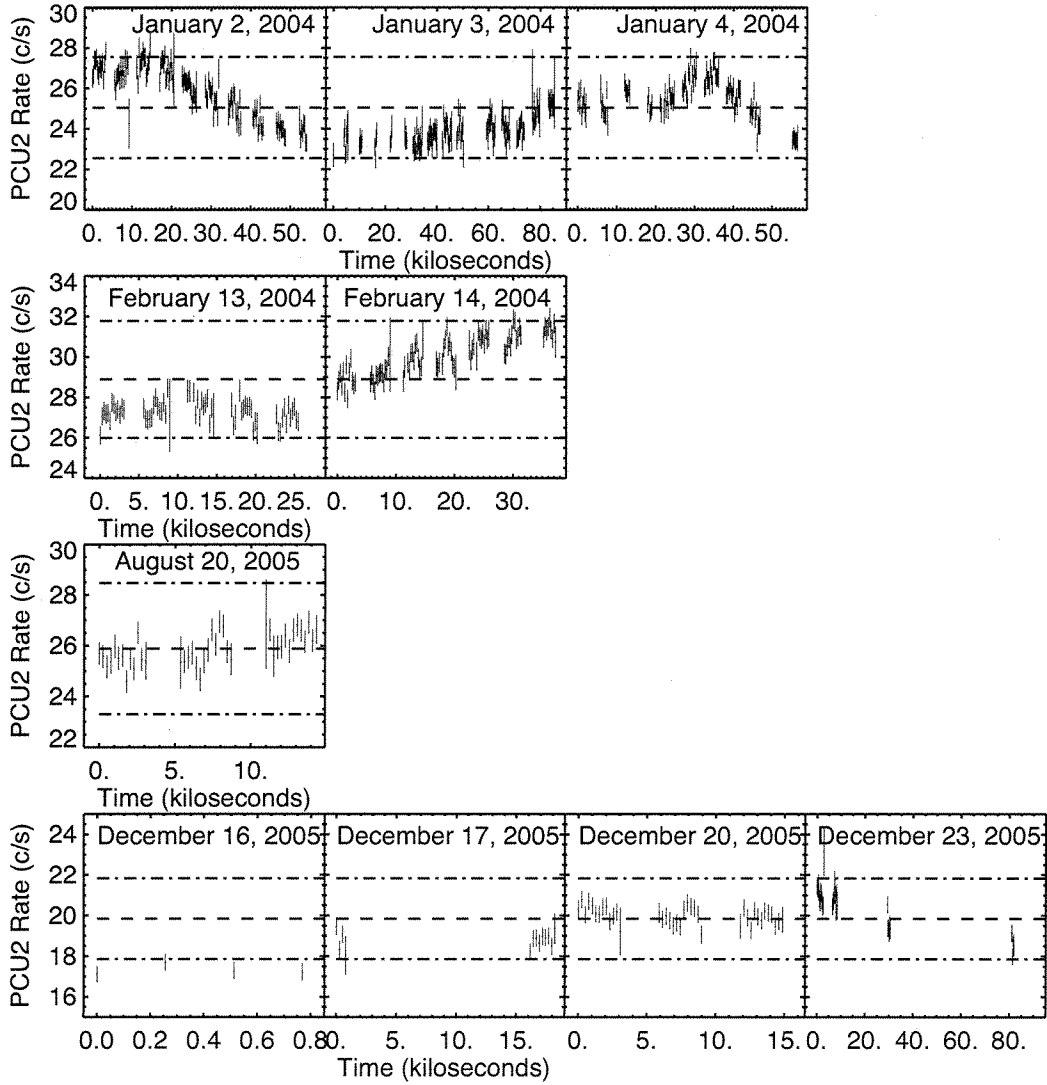 January 2, 2004
January 3, 2004
January 4, 2004
PCU2 Rate (c/s)
30
28
26
24
22
20
0. 10. 20. 30. 40. 50.
0. 20. 40. 60. 80.
0. 10. 20. 30. 40. 50.
Time (kiloseconds)
February 13, 2004
February 14, 2004
PCU2 Rate (c/s)
34
32
30
28
26
24
0. 5. 10. 15. 20. 25.
0. 10. 20. 30.
Time (kiloseconds)
August 20, 2005
PCU2 Rate (c/s)
30
28
26
24
22
0. 5. 10.
Time (kiloseconds)
December 16, 2005
December 17, 2005
December 20, 2005
December 23, 2005
PCU2 Rate (c/s)
24
22
20
18
16
0.0 0.2 0.4 0.6 0.8
0. 5. 10. 15.
0. 5. 10. 15.
0. 20. 40. 60. 80.
Time (kiloseconds)